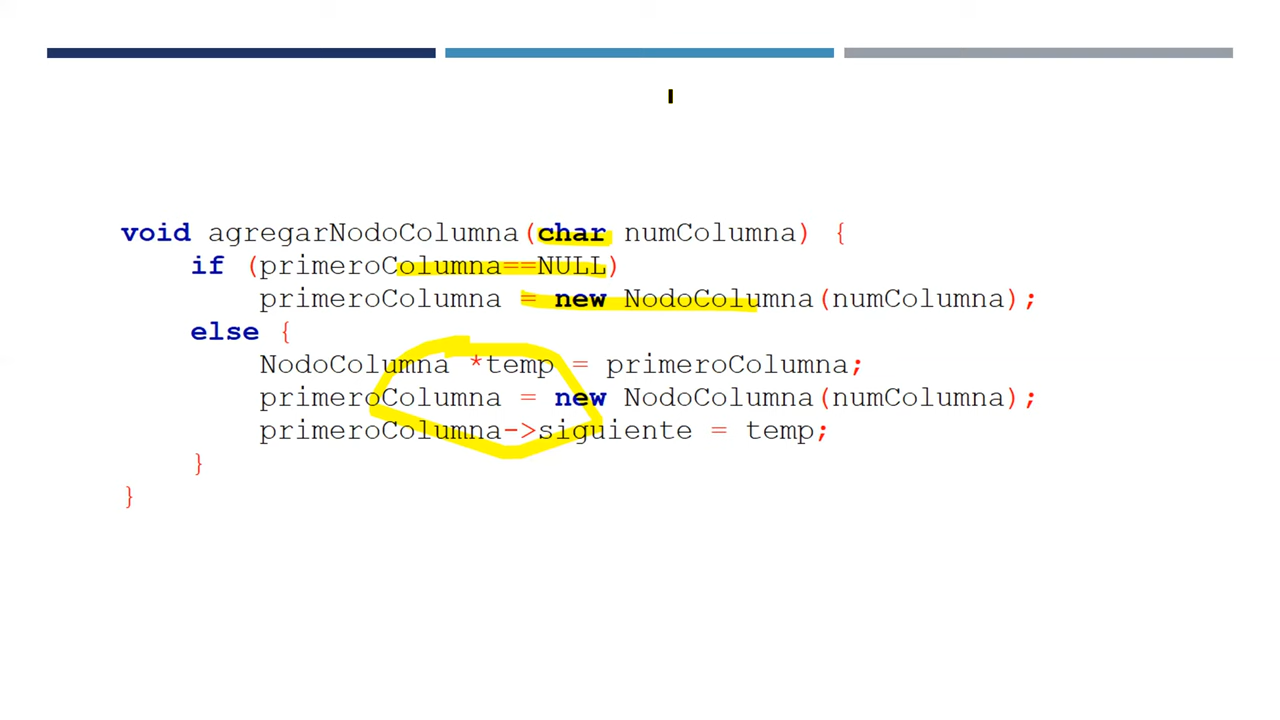 void agregarNodoColumna(char numColumna) {
if (primeroColumna==NULL)
primeroColumna = new NodoColumna(numColumna);
else {
NodoColumna *temp = primeroColumna;
primeroColumna = new NodoColumna(numColumna);
primeroColumna->siguiente = temp;
}
}